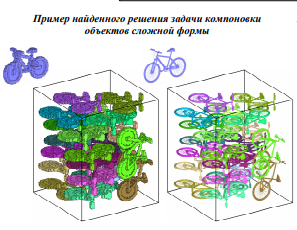 Пример найденного решения задачи компоновки
объектов сложной формы